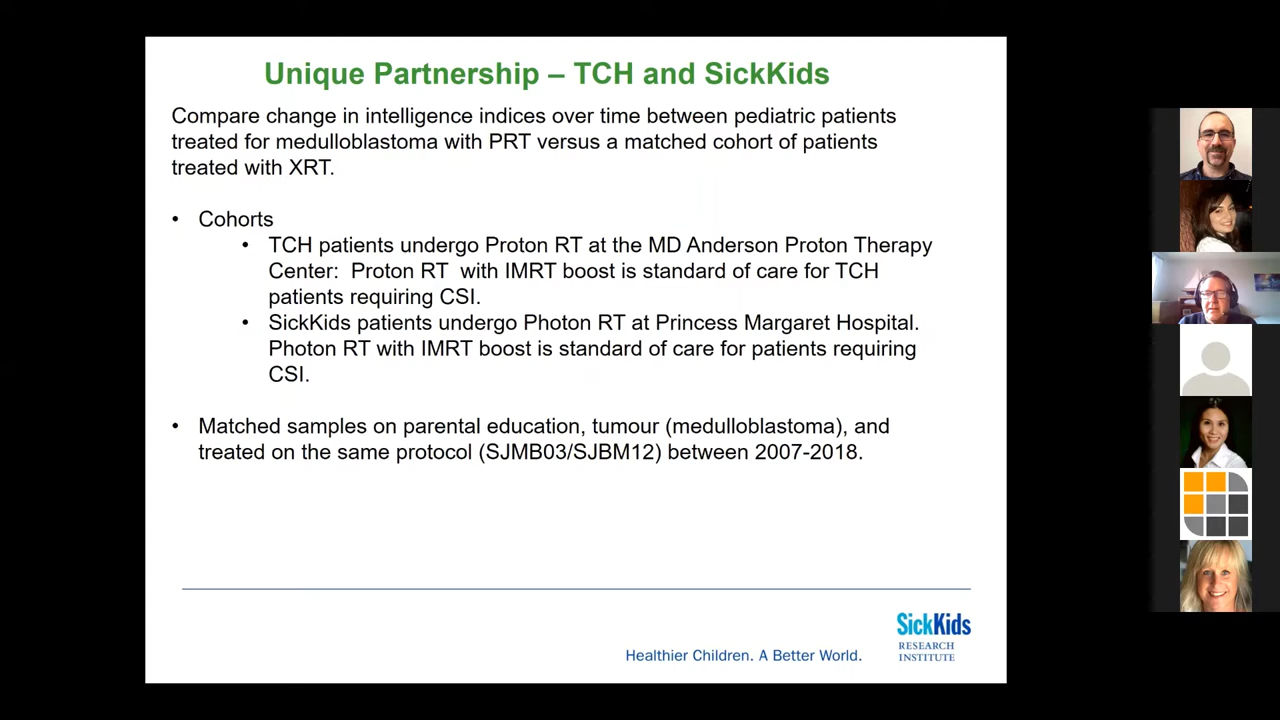 Unique Partnership – TCH and SickKids
Compare change in intelligence indices over time between pediatric patients
treated for medulloblastoma with PRT versus a matched cohort of patients
treated with XRT.
• Cohorts
• TCH patients undergo Proton RT at the MD Anderson Proton Therapy
Center:  Proton RT  with IMRT boost is standard of care for TCH
patients requiring CSI.
• SickKids patients undergo Photon RT at Princess Margaret Hospital.
Photon RT with IMRT boost is standard of care for patients requiring
CSI.
• Matched samples on parental education, tumour (medulloblastoma), and
treated on the same protocol (SJMB03/SJBM12) between 2007-2018.
Healthier Children. A Better World.
SickKids
RESEARCH
INSTITUTE